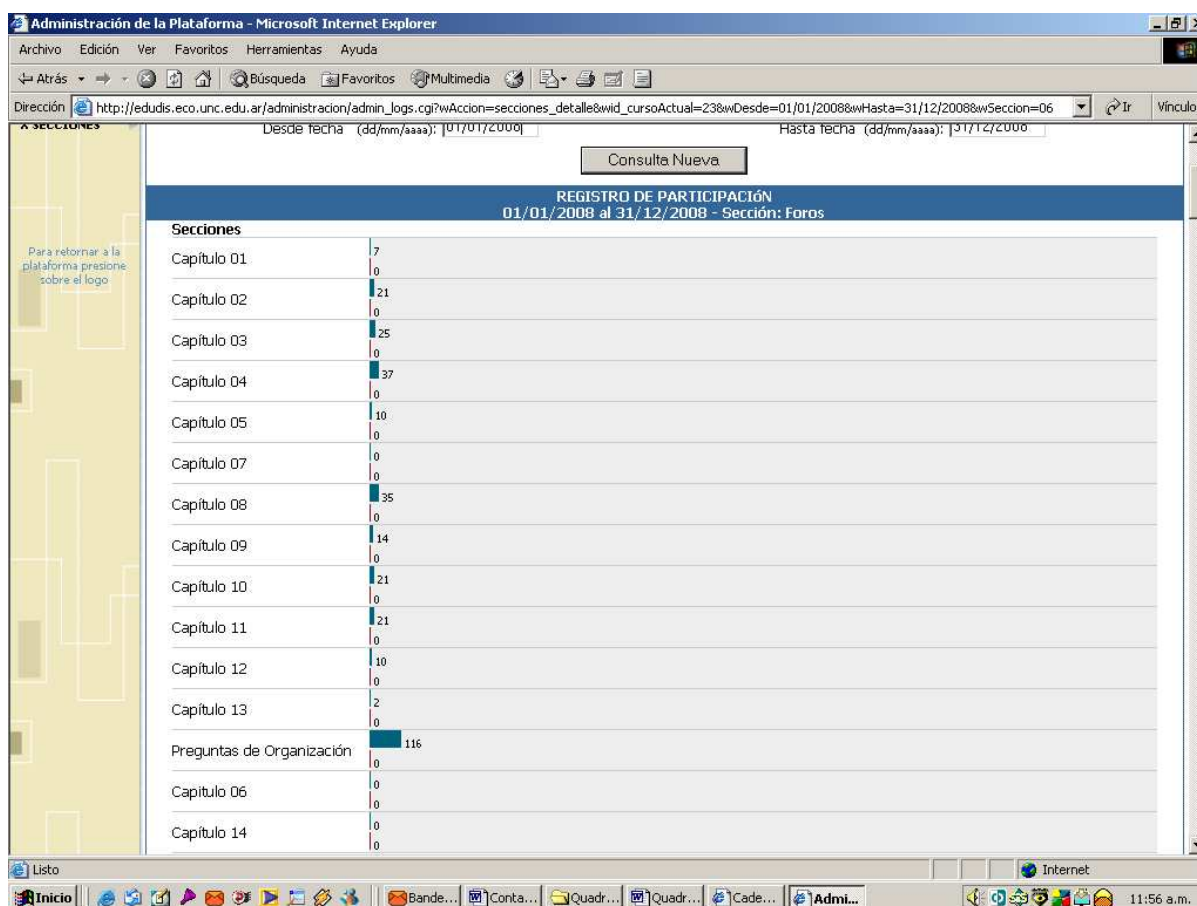 Administración de la Plataforma - Microsoft Internet Explorer
Archivo Edición Ver Favoritos Herramientas Ayuda
Atrás Búsqueda Favoritos Multimedia
Dirección http://edudis.eco.unc.edu.ar/administracion/admin_logs.cgi?wAccion=secciones_detalle&wid_cursoActual=23&wDesde=01/01/2008&wHasta=31/12/2008&wSeccion=06 Ir Vínculo
X SECCIONES Desde fecha (dd/mm/aaaa): 01/01/2008 Hasta fecha (dd/mm/aaaa): 31/12/2008
Consulta Nueva
REGISTRO DE PARTICIPACIóN
01/01/2008 al 31/12/2008 - Sección: Foros
Secciones
Para retornar a la
plataforma presione
sobre el logo
Capítulo 01 7
0
Capítulo 02 21
0
Capítulo 03 25
0
Capítulo 04 37
0
Capítulo 05 10
0
Capítulo 07 0
0
Capítulo 08 35
0
Capítulo 09 14
0
Capítulo 10 21
0
Capítulo 11 21
0
Capítulo 12 10
0
Capítulo 13 2
0
Preguntas de Organización 116
0
Capitulo 06 0
0
Capítulo 14 0
0
Listo Internet
Inicio Bande... Conta... Quadr... Quadr... Cade... Admi... 11:56 a.m.